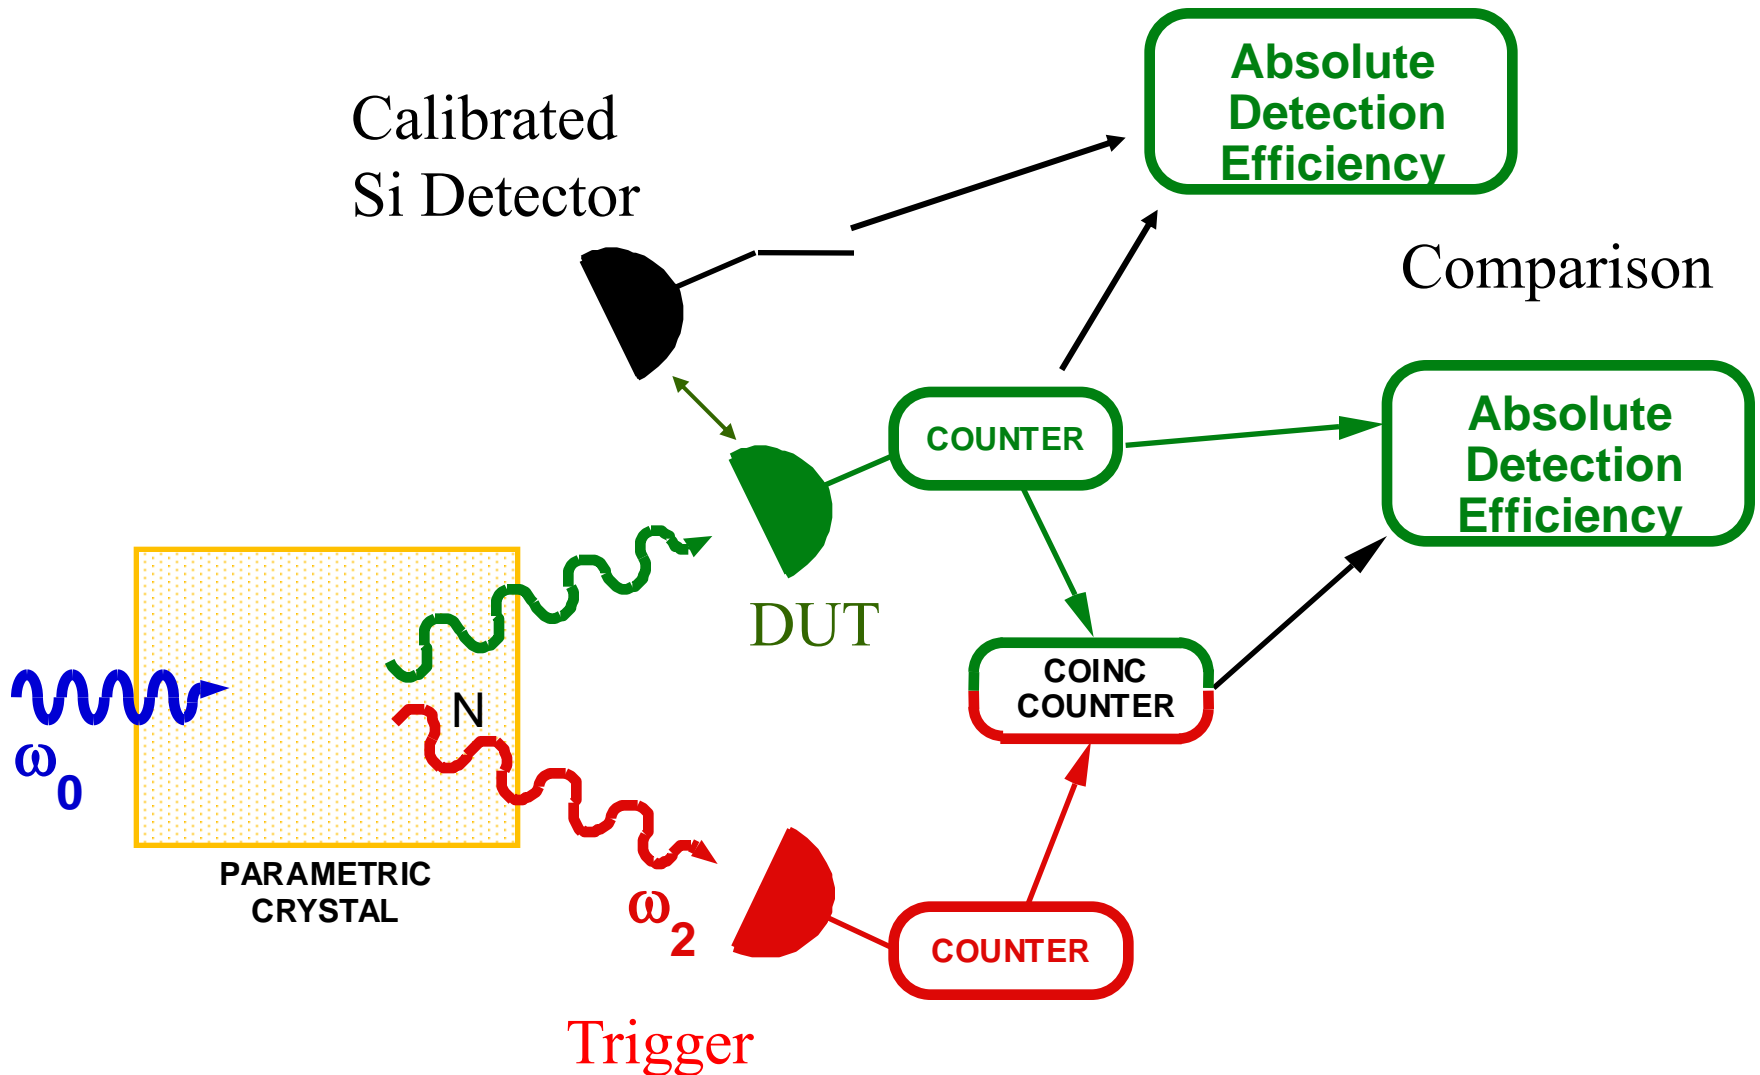 Absolute
Detection
Efficiency
Calibrated
Si Detector
Comparison
COUNTER
Absolute
Detection
Efficiency
DUT
COINC
COUNTER
N
ω0
PARAMETRIC
CRYSTAL
ω2
COUNTER
Trigger